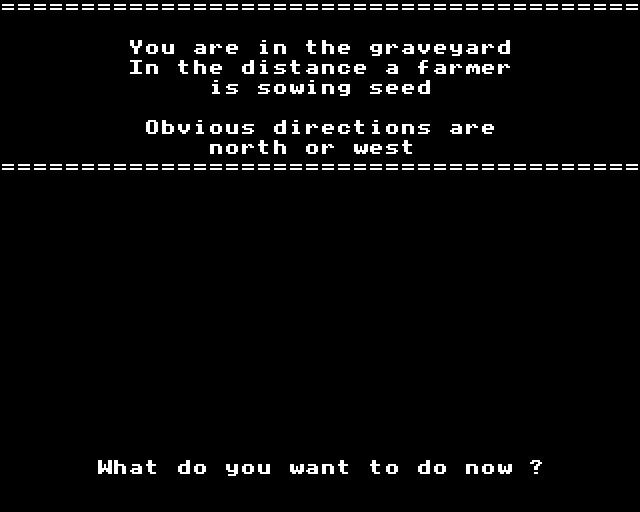 ========================================
You are in the graveyard
In the distance a farmer
is sowing seed
Obvious directions are
north or west
========================================
What do you want to do now ?